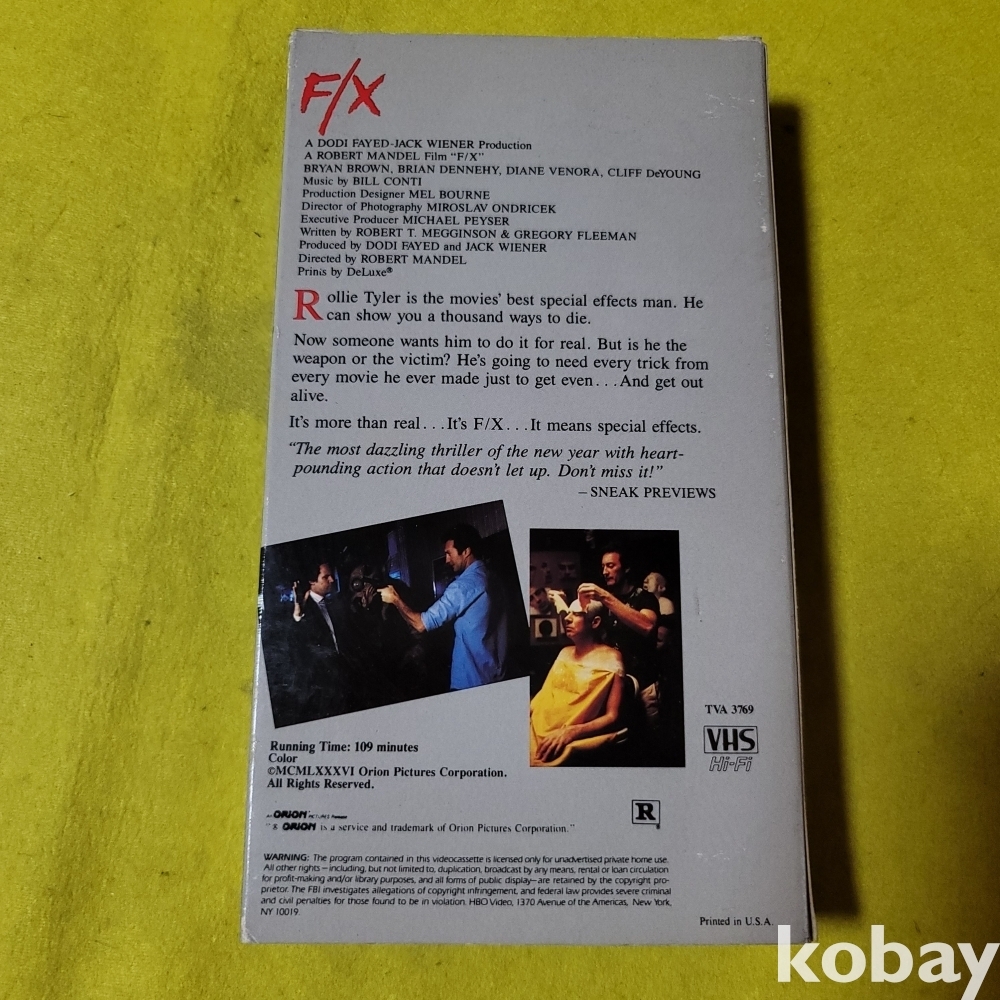 F/X
A DODI FAYED-JACK WIENER Production
A ROBERT MANDEL Film "F/X"
BRYAN BROWN, BRIAN DENNEHY, DIANE VENORA, CLIFF DeYOUNG
Music by BILL CONTI
Production Designer MEL BOURNE
Director of Photography MIROSLAV ONDRICEK
Executive Producer MICHAEL PEYSER
Written by ROBERT T. MEGGINSON & GREGORY FLEEMAN
Produced by DODI FAYED and JACK WIENER
Directed by ROBERT MANDEL
Prints by DeLuxe®
Rollie Tyler is the movies' best special effects man. He
can show you a thousand ways to die.
Now someone wants him to do it for real. But is he the
weapon or the victim? He's going to need every trick from
every movie he ever made just to get even...And get out
alive.
It's more than real...It's F/X...It means special effects.
"The most dazzling thriller of the new year with heart-
pounding action that doesn't let up. Don't miss it!"
–SNEAK PREVIEWS
TVA 3769
VHS
Hi-Fi
Running Time: 109 minutes
Color
©MCMLXXXVI Orion Pictures Corporation.
All Rights Reserved.
An ORION PICTURES Release
"® ORION is a service and trademark of Orion Pictures Corporation."
R
WARNING: The program contained in this videocassette is licensed only for unadvertised private home use.
All other rights – including, but not limited to, duplication, broadcast by any means, rental or loan circulation
for profit-making and/or library purposes, and all forms of public display–are retained by the copyright pro-
prietor. The FBI investigates allegations of copyright infringement, and federal law provides severe criminal
and civil penalties for those found to be in violation. HBO Video, 1370 Avenue of the Americas, New York,
NY 10019.
Printed in U.S.A.
kobay